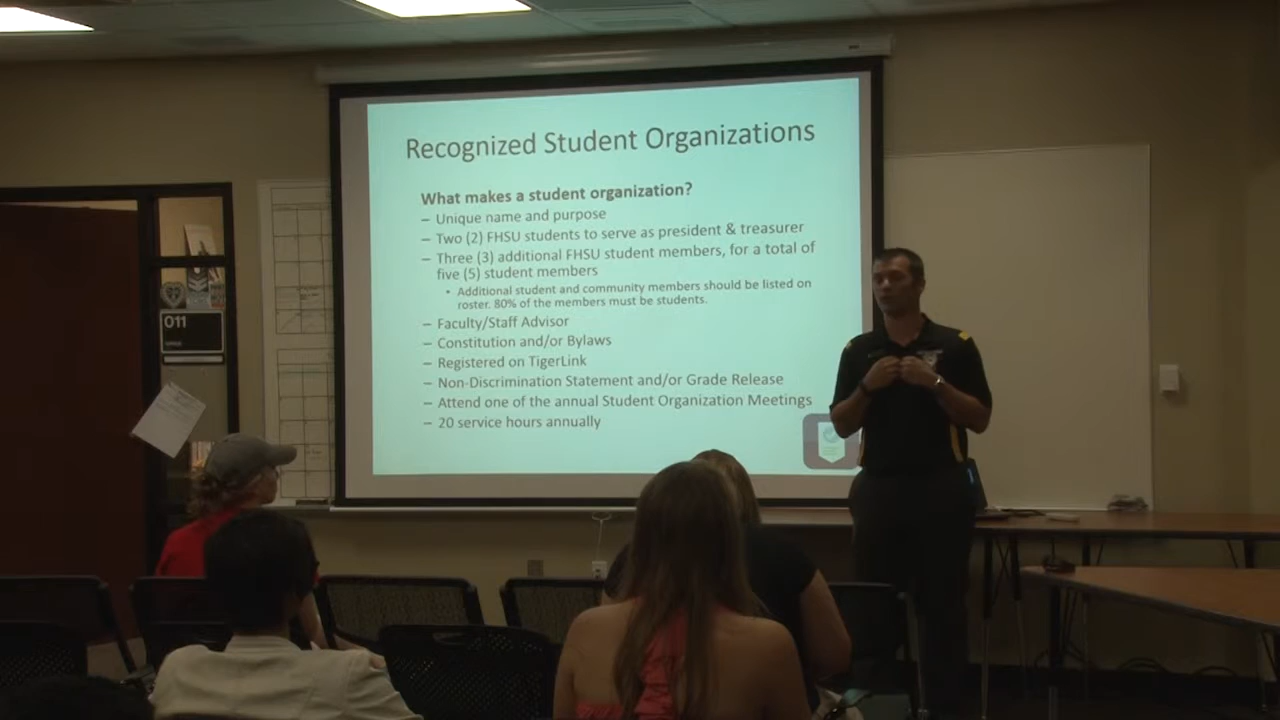 Recognized Student Organizations
What makes a student organization?
– Unique name and purpose
– Two (2) FHSU students to serve as president & treasurer
– Three (3) additional FHSU student members, for a total of
five (5) student members
• Additional student and community members should be listed on
roster. 80% of the members must be students.
– Faculty/Staff Advisor
– Constitution and/or Bylaws
– Registered on TigerLink
– Non-Discrimination Statement and/or Grade Release
– Attend one of the annual Student Organization Meetings
– 20 service hours annually
011